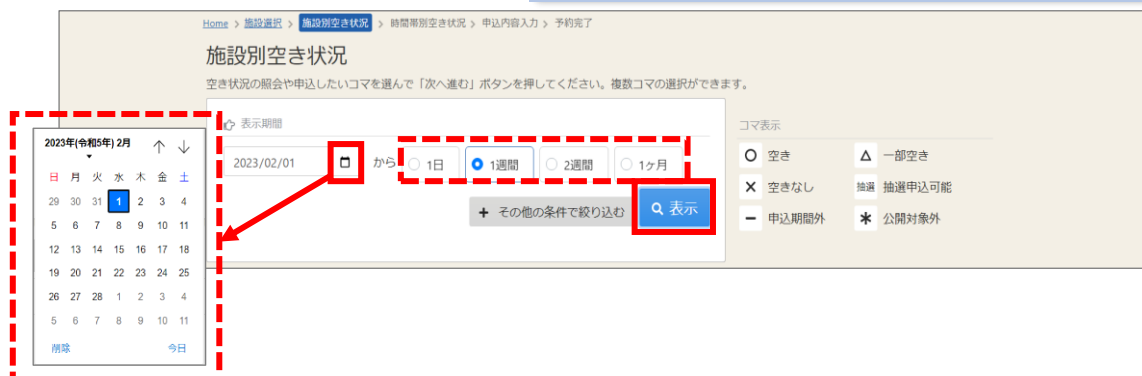 Home > 施設選択 > 施設別空き状況 > 時間帯別空き状況 > 申込内容入力 > 予約完了
施設別空き状況
空き状況の照会や申込したいコマを選んで「次へ進む」ボタンを押してください。複数コマの選択ができます。
表示期間
2023/02/01 から 1日 1週間 2週間 1ヶ月
+ その他の条件で絞り込む 表示
コマ表示
O 空き △ 一部空き
X 空きなし 抽選 抽選申込可能
− 申込期間外 * 公開対象外
2023年(令和5年) 2月 ↑ ↓
日 月 火 水 木 金 土
29 30 31 1 2 3 4
5 6 7 8 9 10 11
12 13 14 15 16 17 18
19 20 21 22 23 24 25
26 27 28 1 2 3 4
5 6 7 8 9 10 11
削除 今日